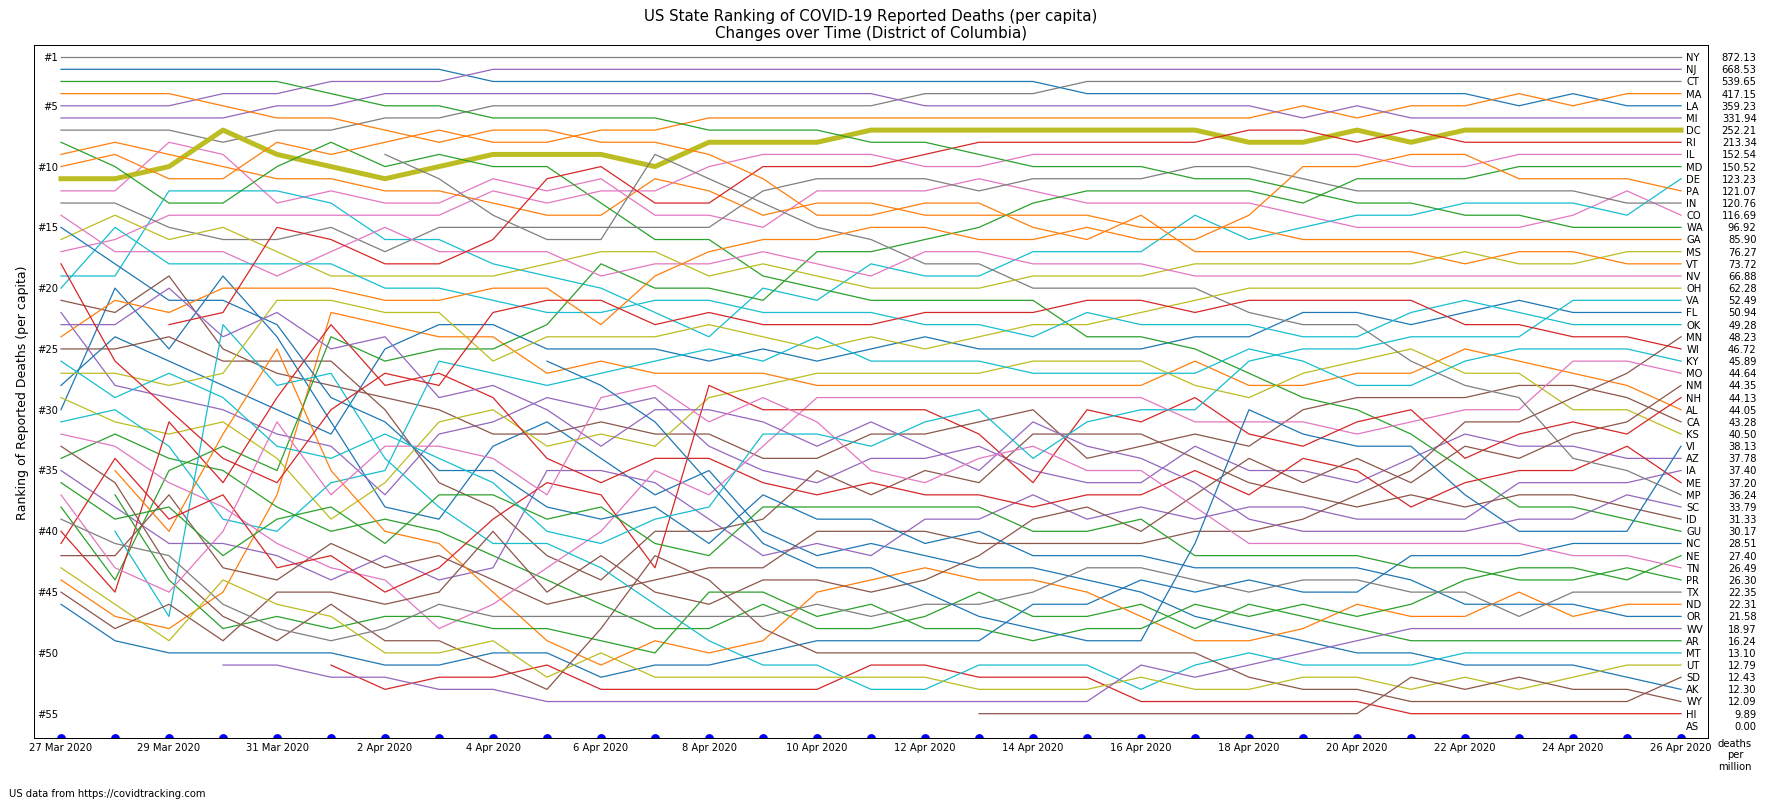 US State Ranking of COVID-19 Reported Deaths (per capita)
Changes over Time (District of Columbia)
Ranking of Reported Deaths (per capita)
#1
#5
#10
#15
#20
#25
#30
#35
#40
#45
#50
#55
NY 872.13
NJ 668.53
CT 539.65
MA 417.15
LA 359.23
MI 331.94
DC 252.21
RI 213.34
IL 152.54
MD 150.52
DE 123.23
PA 121.07
IN 120.76
CO 116.69
WA 96.92
GA 85.90
MS 76.27
VT 73.72
NV 66.88
OH 62.28
VA 52.49
FL 50.94
OK 49.28
MN 48.23
WI 46.72
KY 45.89
MO 44.64
NM 44.35
NH 44.13
AL 44.05
CA 43.28
KS 40.50
VI 38.13
AZ 37.78
IA 37.40
ME 37.20
MP 36.24
SC 33.79
ID 31.33
GU 30.17
NC 28.51
NE 27.40
TN 26.49
PR 26.30
TX 22.35
ND 22.31
OR 21.58
WV 18.97
AR 16.24
MT 13.10
UT 12.79
SD 12.43
AK 12.30
WY 12.09
HI 9.89
AS 0.00
27 Mar 2020 29 Mar 2020 31 Mar 2020 2 Apr 2020 4 Apr 2020 6 Apr 2020 8 Apr 2020 10 Apr 2020 12 Apr 2020 14 Apr 2020 16 Apr 2020 18 Apr 2020 20 Apr 2020 22 Apr 2020 24 Apr 2020 26 Apr 2020
deaths
per
million
US data from https://covidtracking.com